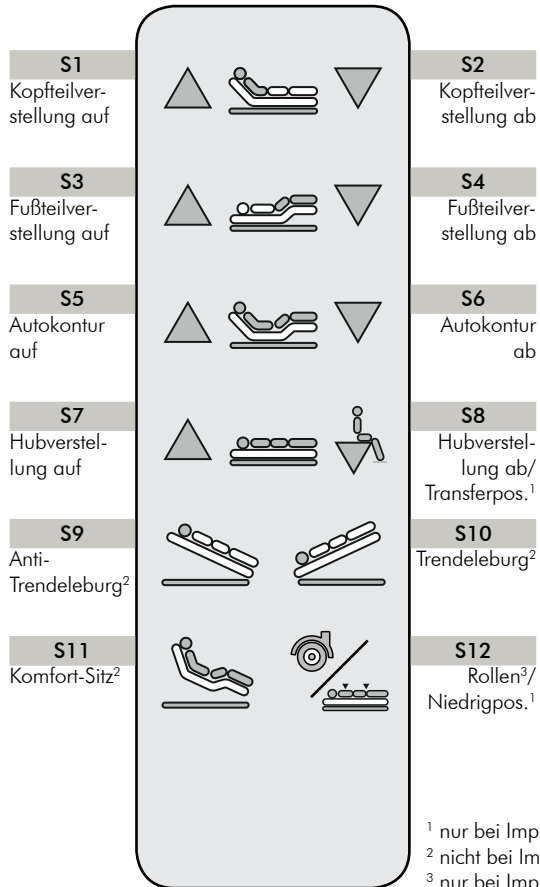 S1
Kopfteilver-
stellung auf
S2
Kopfteilver-
stellung ab
S3
Fußteilver-
stellung auf
S4
Fußteilver-
stellung ab
S5
Autokontur
auf
S6
Autokontur
ab
S7
Hubverstel-
lung auf
S8
Hubverstel-
lung ab/
Transferpos.¹
S9
Anti-
Trendeleburg²
S10
Trendeleburg²
S11
Komfort-Sitz²
S12
Rollen³/
Niedrigpos.¹
¹ nur bei Imp
² nicht bei Im
³ nur bei Imp